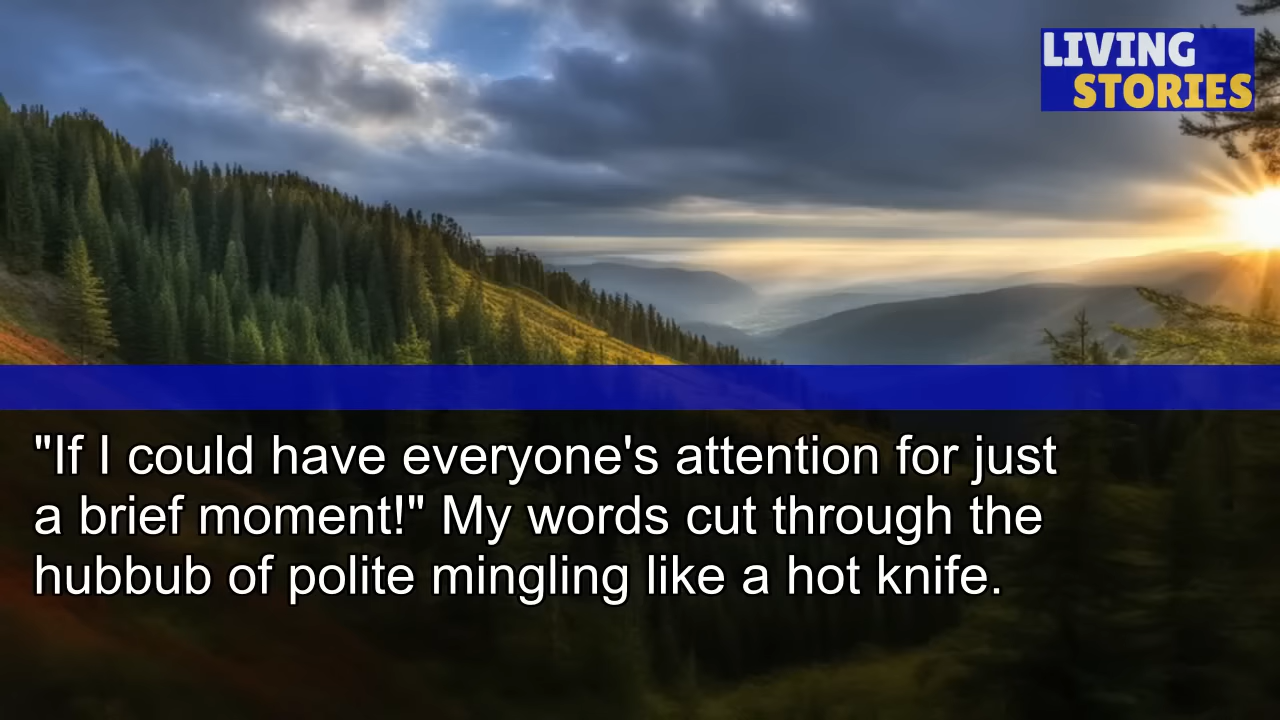 LIVING
STORIES
"If I could have everyone's attention for just
a brief moment!" My words cut through the
hubbub of polite mingling like a hot knife.